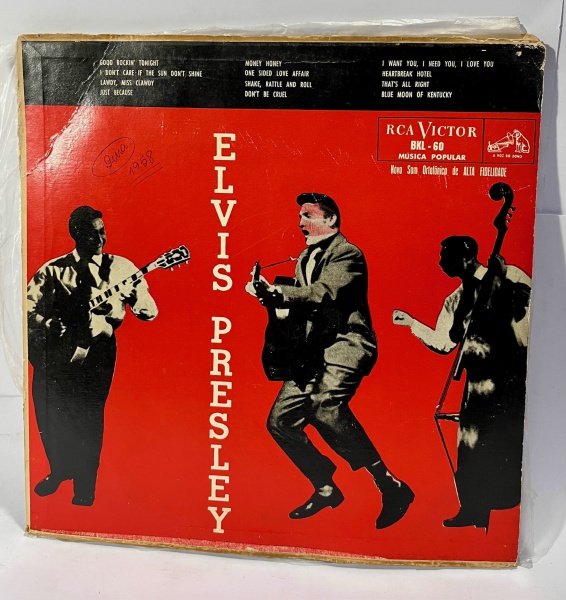 GOOD ROCKIN' TONIGHT
I DON'T CARE IF THE SUN DON'T SHINE
LAWDY, MISS CLAWDY
JUST BECAUSE
MONEY HONEY
ONE SIDED LOVE AFFAIR
SHAKE, RATTLE AND ROLL
DON'T BE CRUEL
I WANT YOU, I NEED YOU, I LOVE YOU
HEARTBREAK HOTEL
THAT'S ALL RIGHT
BLUE MOON OF KENTUCKY
RCA VICTOR
BKL - 60
MÚSICA POPULAR
A VOZ DO DONO
Novo Som Ortofônico de ALTA FIDELIDADE
ELVIS PRESLEY